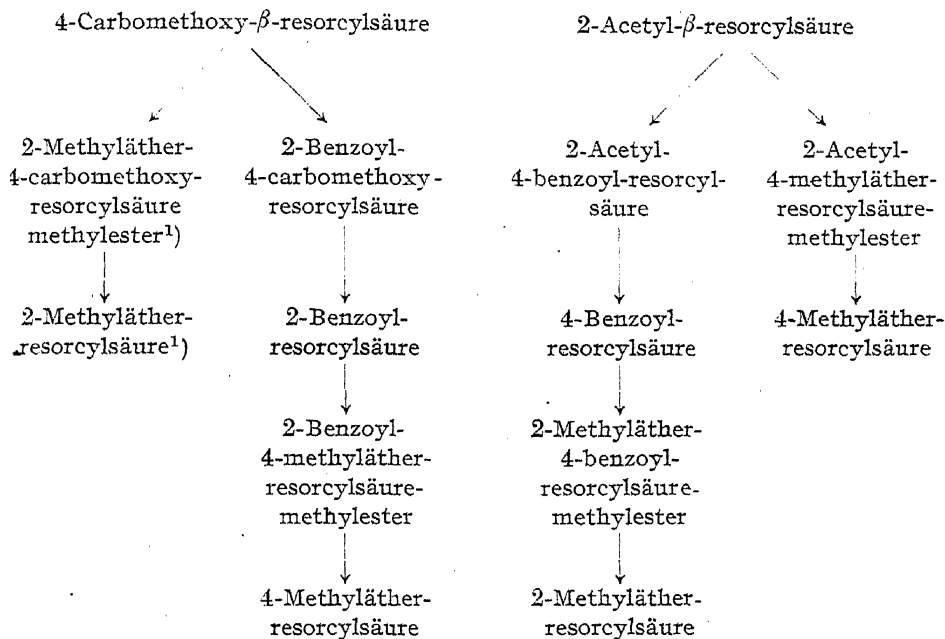 4-Carbomethoxy-β-resorcylsäure
2-Acetyl-β-resorcylsäure
2-Methyläther-
4-carbomethoxy-
resorcylsäure
methylester¹)
2-Benzoyl-
4-carbomethoxy-
resorcylsäure
2-Acetyl-
4-benzoyl-resorcyl-
säure
2-Acetyl-
4-methyläther-
resorcylsäure-
methylester
2-Methyläther-
resorcylsäure¹)
2-Benzoyl-
resorcylsäure
4-Benzoyl-
resorcylsäure
4-Methyläther-
resorcylsäure
2-Benzoyl-
4-methyläther-
resorcylsäure-
methylester
2-Methyläther-
4-benzoyl-
resorcylsäure-
methylester
4-Methyläther-
resorcylsäure
2-Methyläther-
resorcylsäure